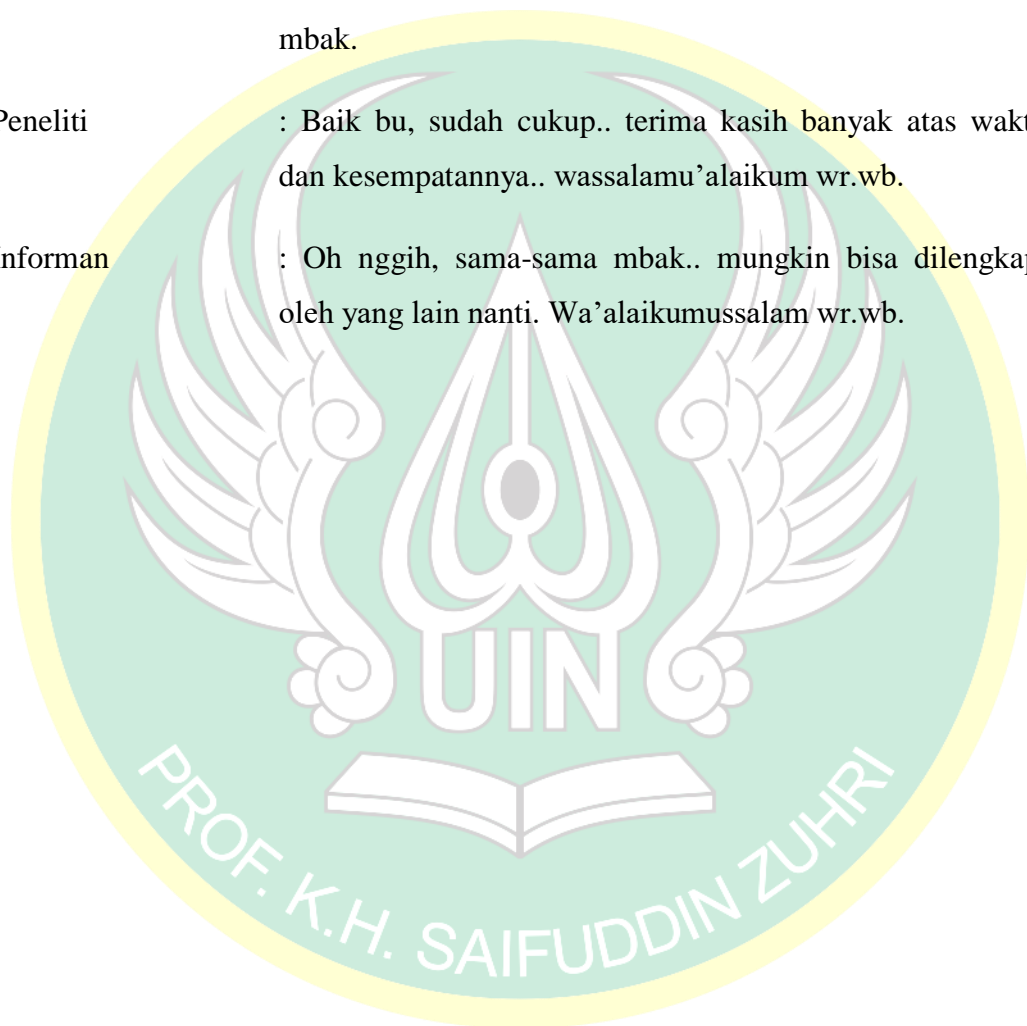 mbak.
Peneliti : Baik bu, sudah cukup.. terima kasih banyak atas wakt
dan kesempatannya.. wassalamu’alaikum wr.wb.
Informan : Oh nggih, sama-sama mbak.. mungkin bisa dilengkap
oleh yang lain nanti. Wa’alaikumussalam wr.wb.
UIN
PROF. K.H. SAIFUDDIN ZUHRI